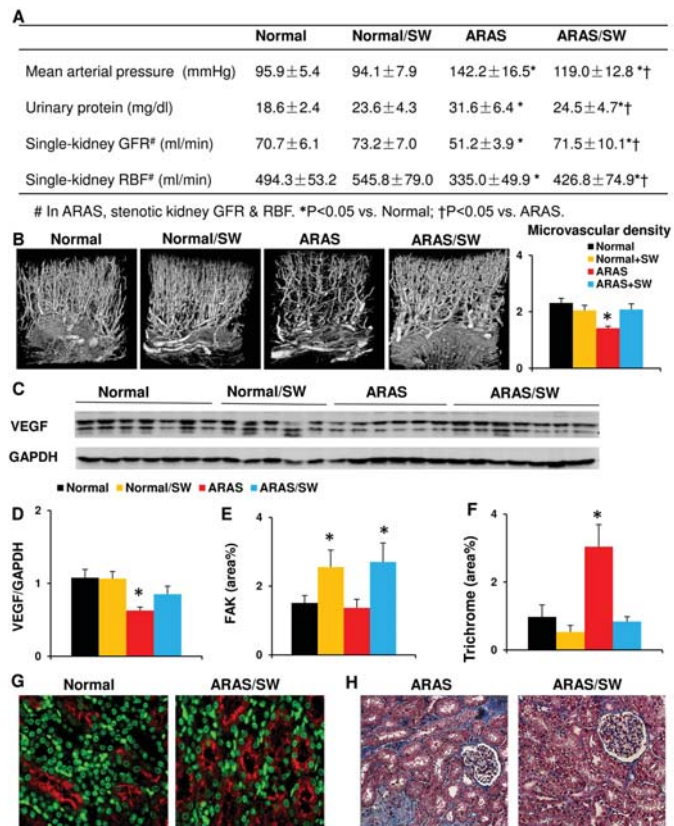 A
Normal Normal/SW ARAS ARAS/SW
Mean arterial pressure (mmHg) 95.9±5.4 94.1±7.9 142.2±16.5* 119.0±12.8 *†
Urinary protein (mg/dl) 18.6±2.4 23.6±4.3 31.6±6.4 * 24.5±4.7*†
Single-kidney GFR# (ml/min) 70.7±6.1 73.2±7.0 51.2±3.9 * 71.5±10.1*†
Single-kidney RBF# (ml/min) 494.3±53.2 545.8±79.0 335.0±49.9 * 426.8±74.9*†
# In ARAS, stenotic kidney GFR & RBF. *P<0.05 vs. Normal; †P<0.05 vs. ARAS.
B
Normal Normal/SW ARAS ARAS/SW
Microvascular density
Normal
Normal+SW
ARAS
ARAS+SW
4
2
0
*
C
Normal Normal/SW ARAS ARAS/SW
VEGF
GAPDH
Normal Normal/SW ARAS ARAS/SW
D
VEGF/GAPDH
2
1
0
*
E
FAK (area%)
4
2
0
* *
F
Trichrome (area%)
4
2
0
*
G
Normal ARAS/SW
H
ARAS ARAS/SW